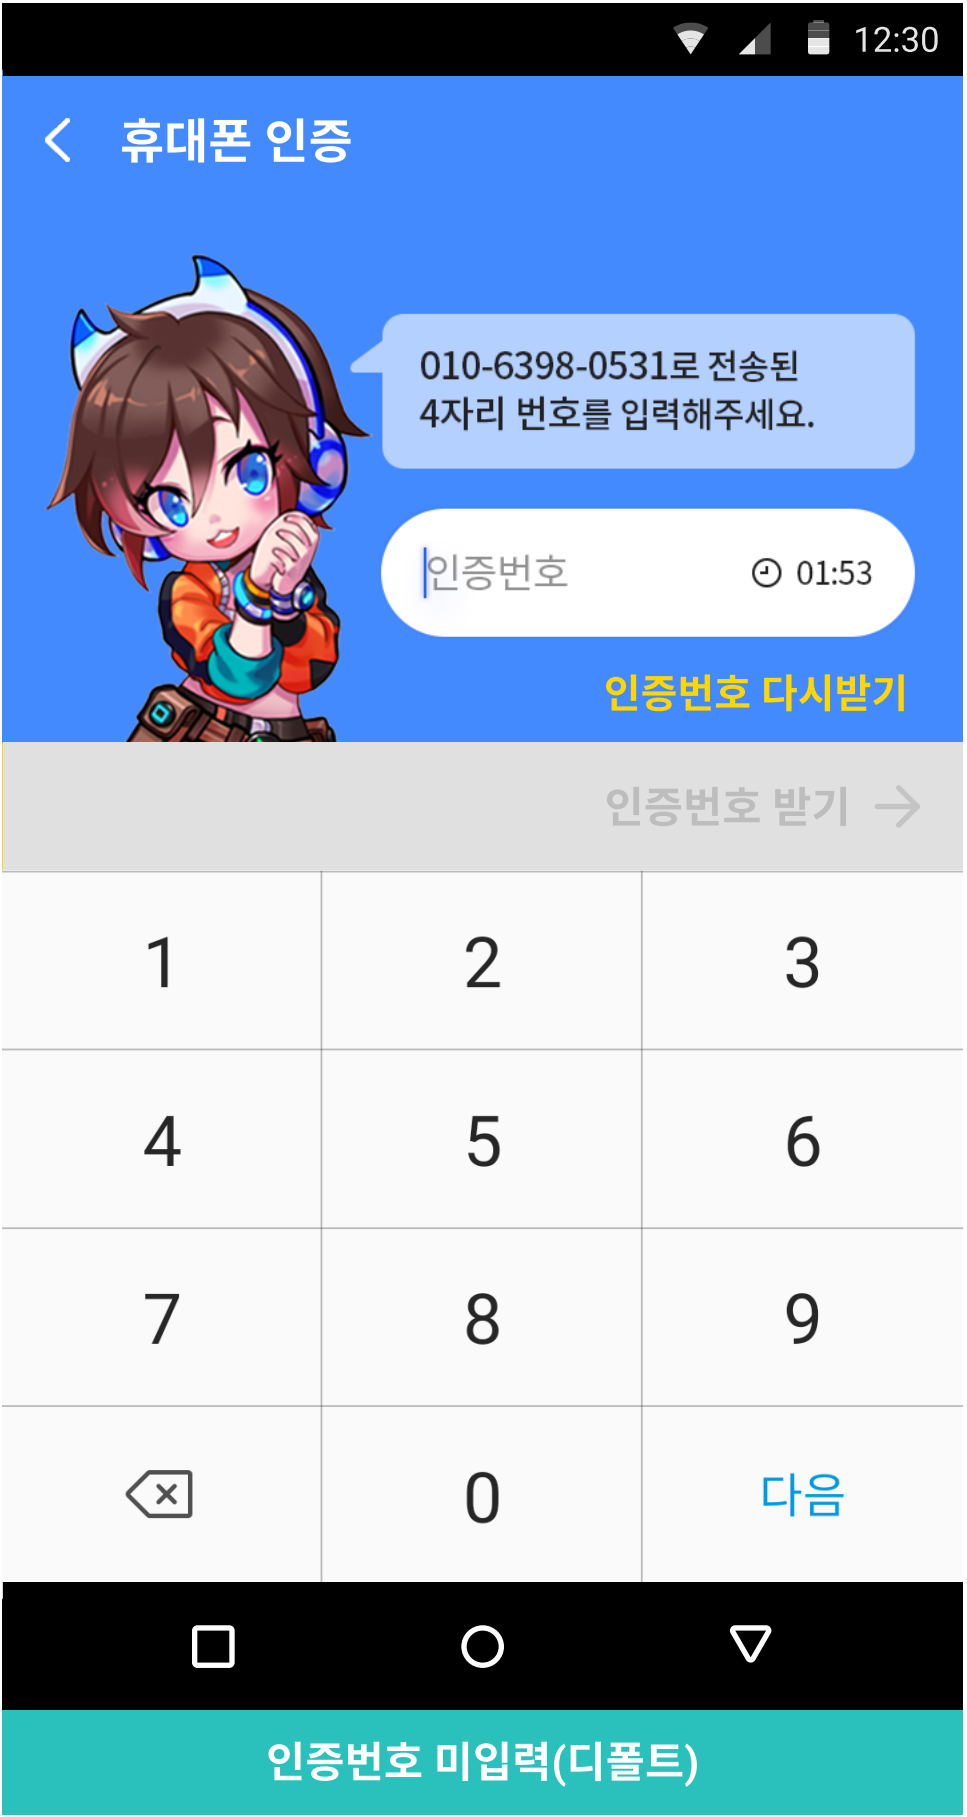 12:30
휴대폰 인증
010-6398-0531로 전송된
4자리 번호를 입력해주세요.
인증번호 01:53
인증번호 다시받기
인증번호 받기
1 2 3
4 5 6
7 8 9
0 다음
인증번호 미입력(디폴트)